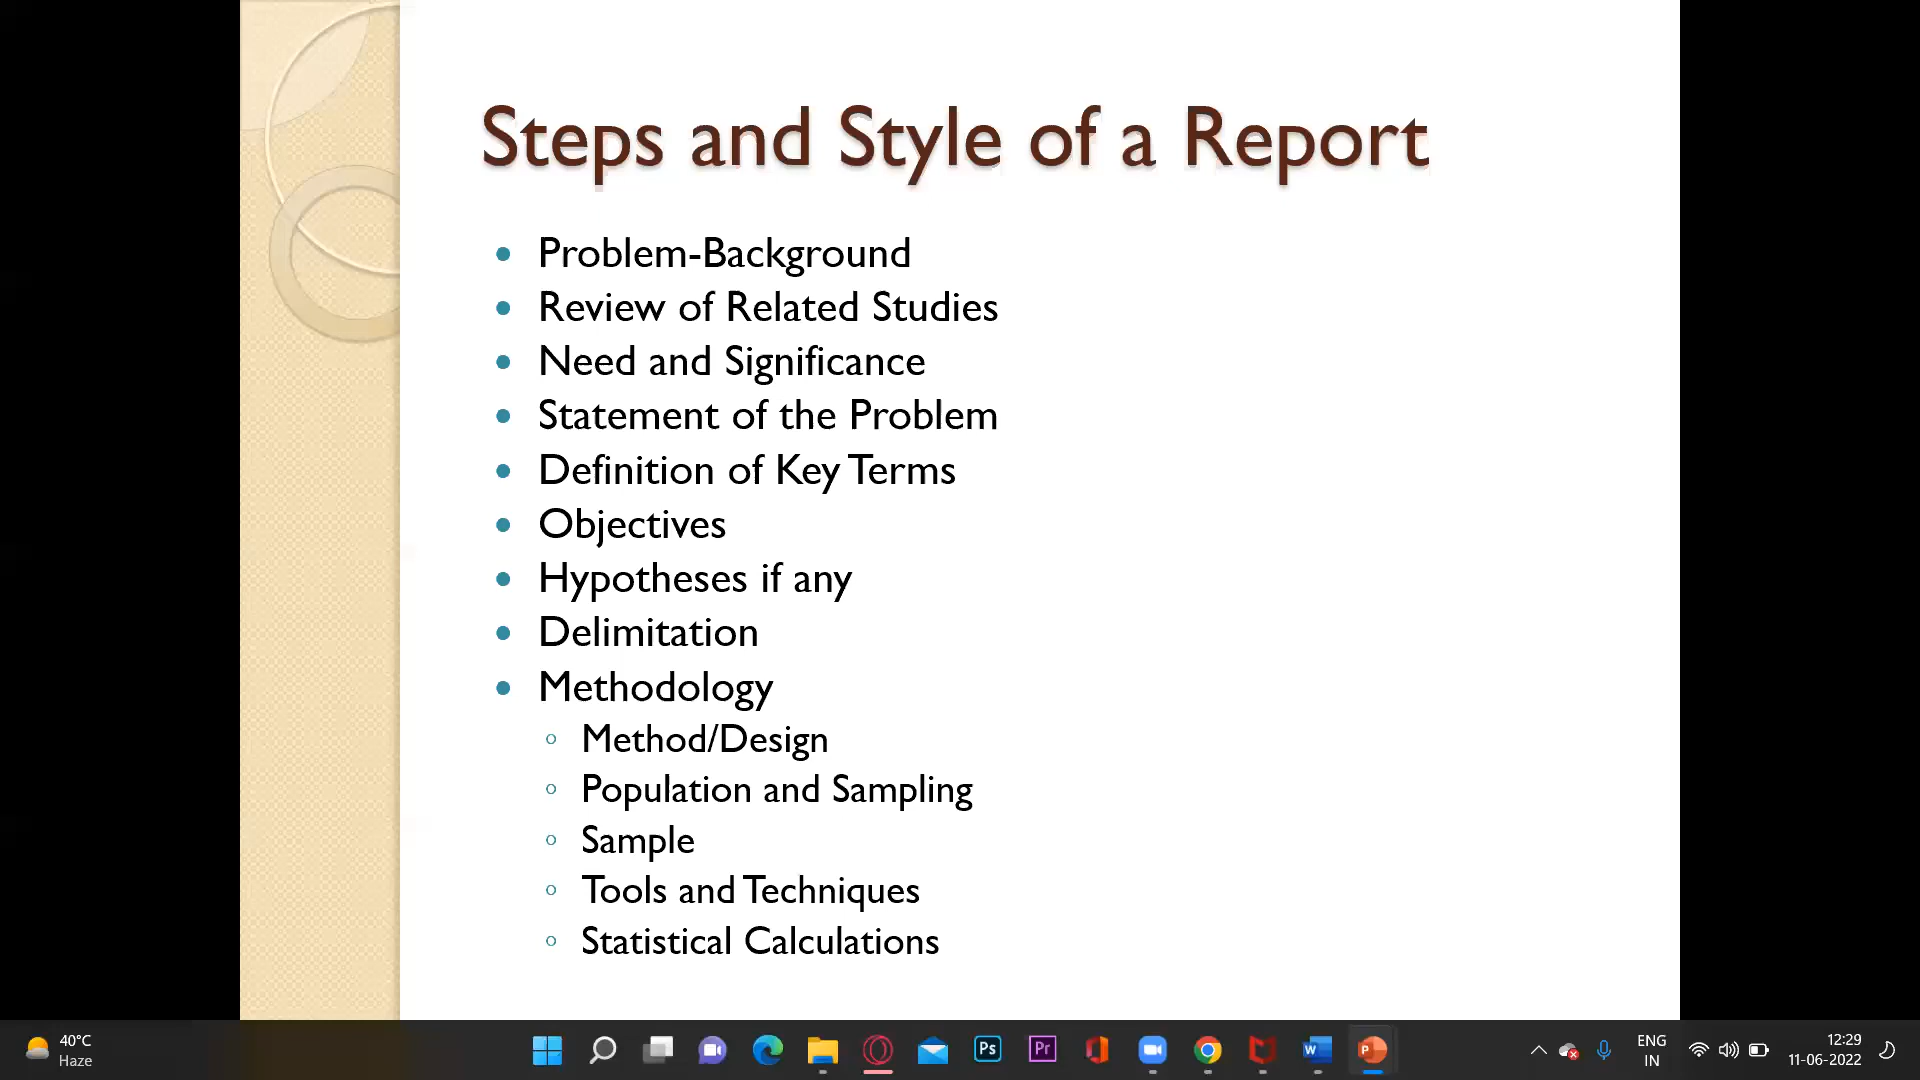 Steps and Style of a Report
Problem-Background
Review of Related Studies
Need and Significance
Statement of the Problem
Definition of Key Terms
Objectives
Hypotheses if any
Delimitation
Methodology
Method/Design
Population and Sampling
Sample
Tools and Techniques
Statistical Calculations
40°C
Haze
Ps
Pr
W
P
ENG
IN
12:29
11-06-2022